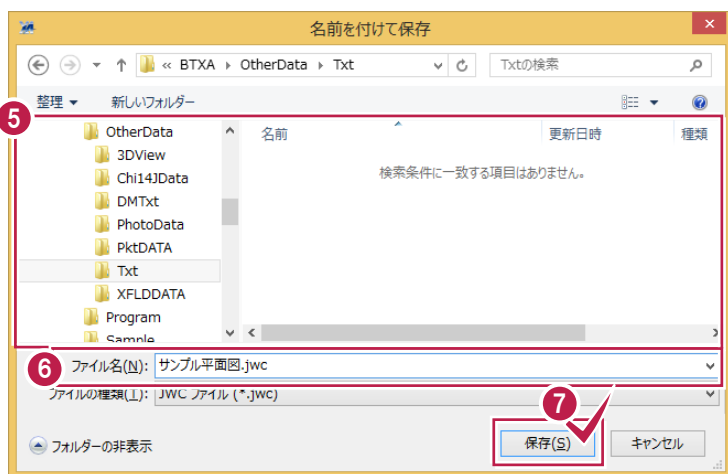 名前を付けて保存
×
« BTXA ▸ OtherData ▸ Txt
Txtの検索
整理 ▼ 新しいフォルダー
5
OtherData
3DView
Chi14JData
DMTxt
PhotoData
PktDATA
Txt
XFLDDATA
Program
Sample
名前 更新日時 種類
検索条件に一致する項目はありません。
6
ファイル名(N): サンプル平面図.jwc
ファイルの種類(T): JWC ファイル (*.jwc)
7
フォルダーの非表示
保存(S) キャンセル